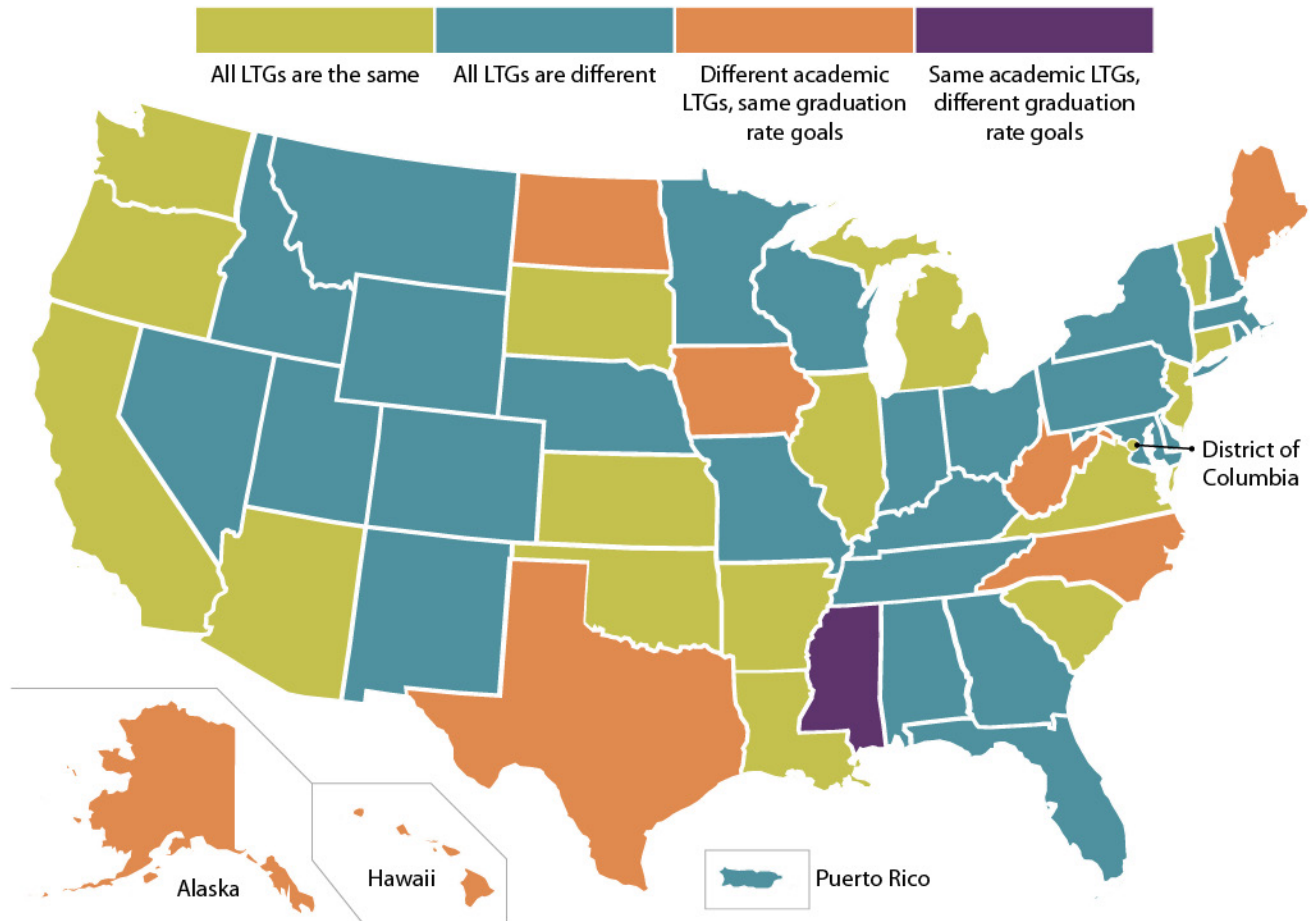 All LTGs are the same
All LTGs are different
Different academic
LTGs, same graduation
rate goals
Same academic LTGs,
different graduation
rate goals
District of
Columbia
Alaska
Hawaii
Puerto Rico